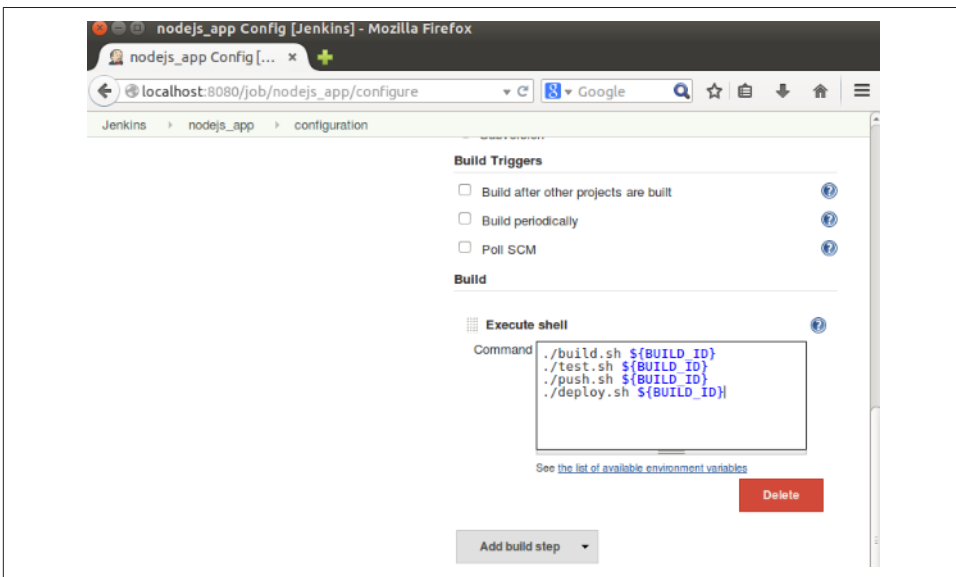 nodejs_app Config [Jenkins] - Mozilla Firefox
nodejs_app Config [... ×
localhost:8080/job/nodejs_app/configure
Google
Jenkins nodejs_app configuration
Subversion
Build Triggers
Build after other projects are built
Build periodically
Poll SCM
Build
Execute shell
Command
./build.sh ${BUILD_ID}
./test.sh ${BUILD_ID}
./push.sh ${BUILD_ID}
./deploy.sh ${BUILD_ID}
See the list of available environment variables
Delete
Add build step